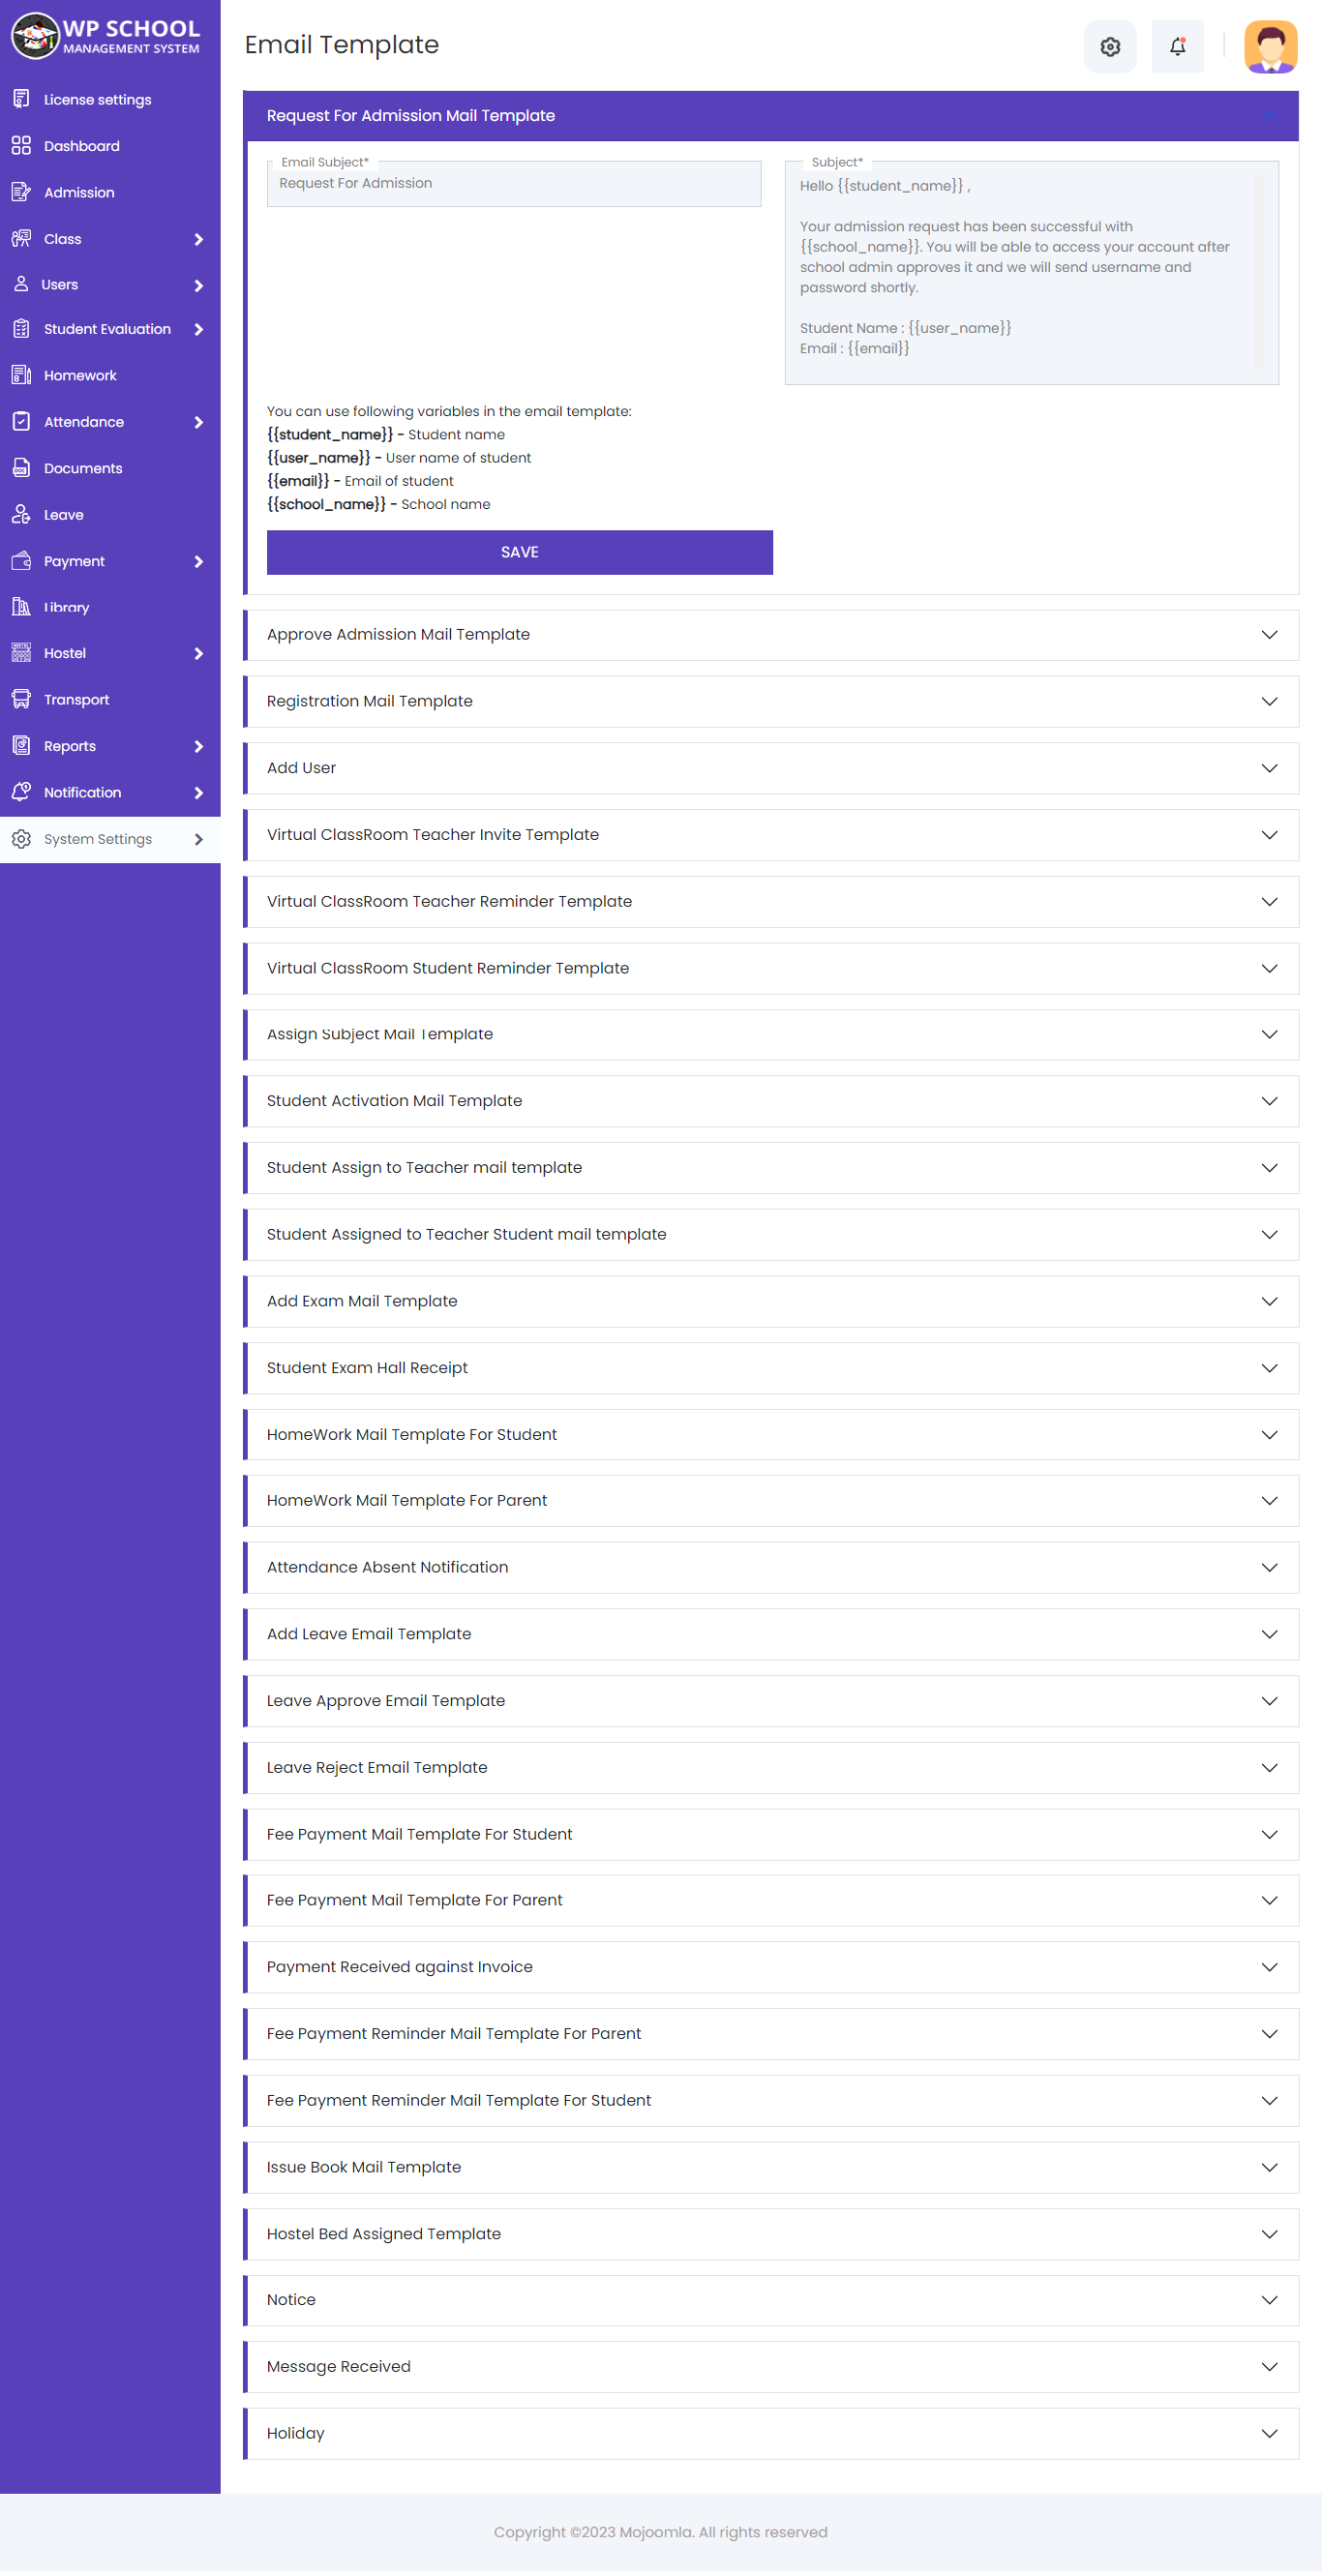 WP SCHOOL
MANAGEMENT SYSTEM
License settings
Dashboard
Admission
Class
Users
Student Evaluation
Homework
Attendance
Documents
Leave
Payment
Library
Hostel
Transport
Reports
Notification
System Settings
Email Template
Request For Admission Mail Template
Email Subject*
Request For Admission
Subject*
Hello {{student_name}} ,
Your admission request has been successful with
{{school_name}}. You will be able to access your account after
school admin approves it and we will send username and
password shortly.
Student Name : {{user_name}}
Email : {{email}}
You can use following variables in the email template:
{{student_name}} - Student name
{{user_name}} - User name of student
{{email}} - Email of student
{{school_name}} - School name
SAVE
Approve Admission Mail Template
Registration Mail Template
Add User
Virtual ClassRoom Teacher Invite Template
Virtual ClassRoom Teacher Reminder Template
Virtual ClassRoom Student Reminder Template
Assign Subject Mail Template
Student Activation Mail Template
Student Assign to Teacher mail template
Student Assigned to Teacher Student mail template
Add Exam Mail Template
Student Exam Hall Receipt
HomeWork Mail Template For Student
HomeWork Mail Template For Parent
Attendance Absent Notification
Add Leave Email Template
Leave Approve Email Template
Leave Reject Email Template
Fee Payment Mail Template For Student
Fee Payment Mail Template For Parent
Payment Received against Invoice
Fee Payment Reminder Mail Template For Parent
Fee Payment Reminder Mail Template For Student
Issue Book Mail Template
Hostel Bed Assigned Template
Notice
Message Received
Holiday
Copyright ©2023 Mojoomla. All rights reserved